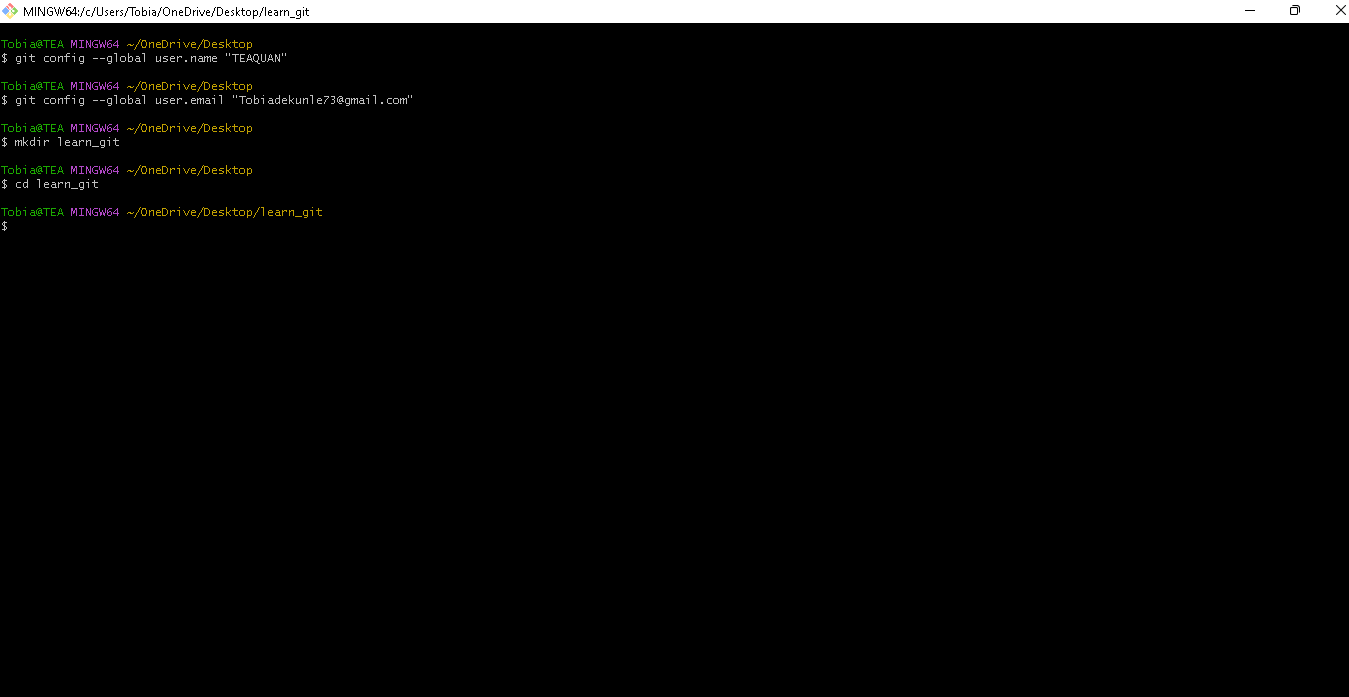 MINGW64:/c/Users/Tobia/OneDrive/Desktop/learn_git
Tobia@TEA MINGW64 ~/OneDrive/Desktop
$ git config --global user.name "TEAQUAN"
Tobia@TEA MINGW64 ~/OneDrive/Desktop
$ git config --global user.email "Tobiadekunle73@gmail.com"
Tobia@TEA MINGW64 ~/OneDrive/Desktop
$ mkdir learn_git
Tobia@TEA MINGW64 ~/OneDrive/Desktop
$ cd learn_git
Tobia@TEA MINGW64 ~/OneDrive/Desktop/learn_git
$